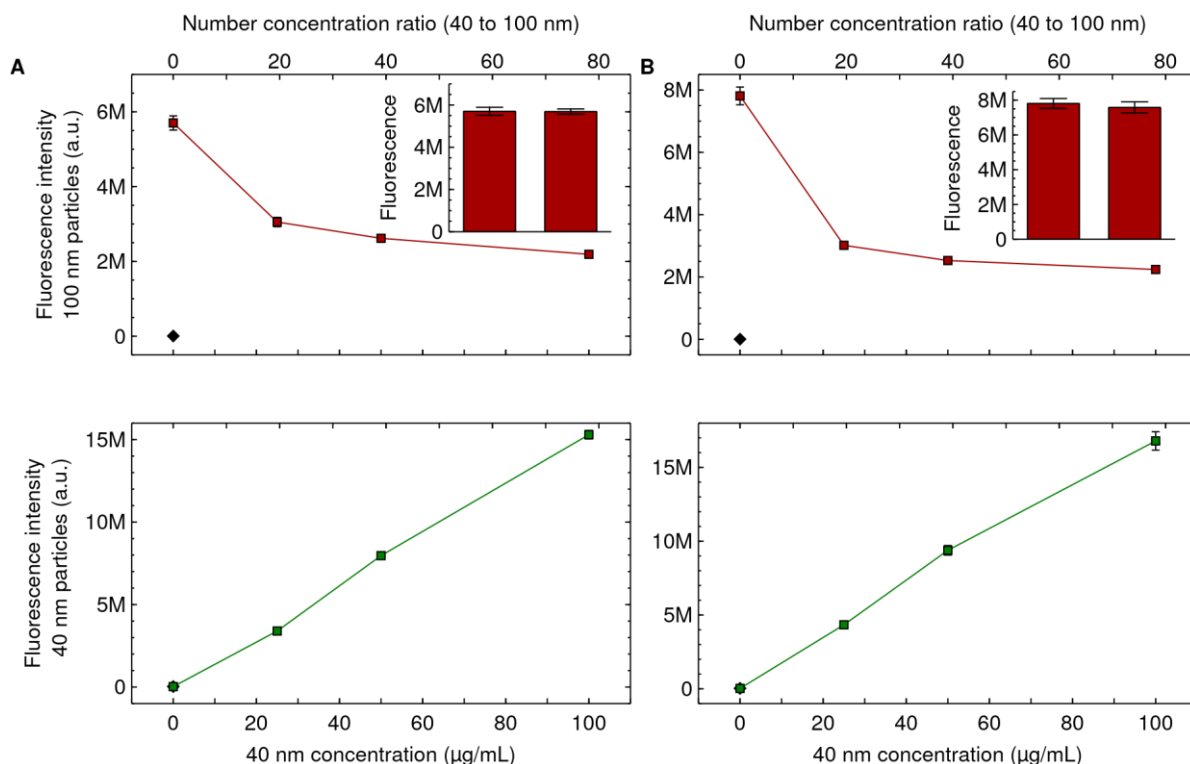 Number concentration ratio (40 to 100 nm)
A
0 20 40 60 80
Fluorescence intensity
100 nm particles (a.u.)
6M
4M
2M
0
Fluorescence
6M
4M
2M
0
Number concentration ratio (40 to 100 nm)
B
0 20 40 60 80
8M
6M
4M
2M
0
Fluorescence
8M
6M
4M
2M
0
Fluorescence intensity
40 nm particles (a.u.)
15M
10M
5M
0
0 20 40 60 80 100
40 nm concentration (µg/mL)
15M
10M
5M
0
0 20 40 60 80 100
40 nm concentration (µg/mL)